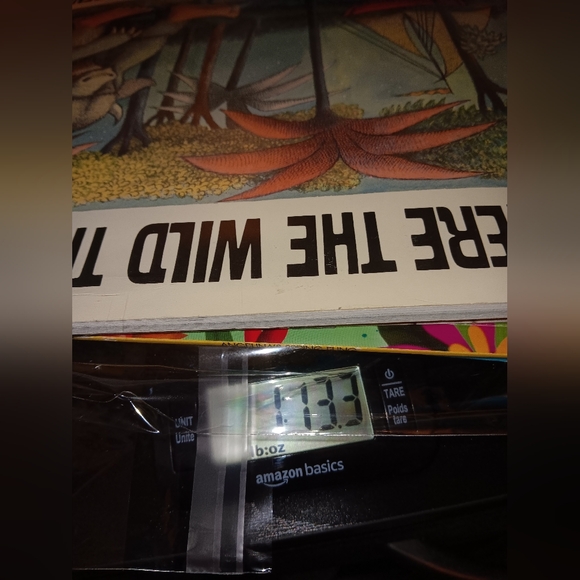 ERE THE WILD T
UNIT
Unité
1:13.3
lb:oz
TARE
Poids
tare
amazon basics